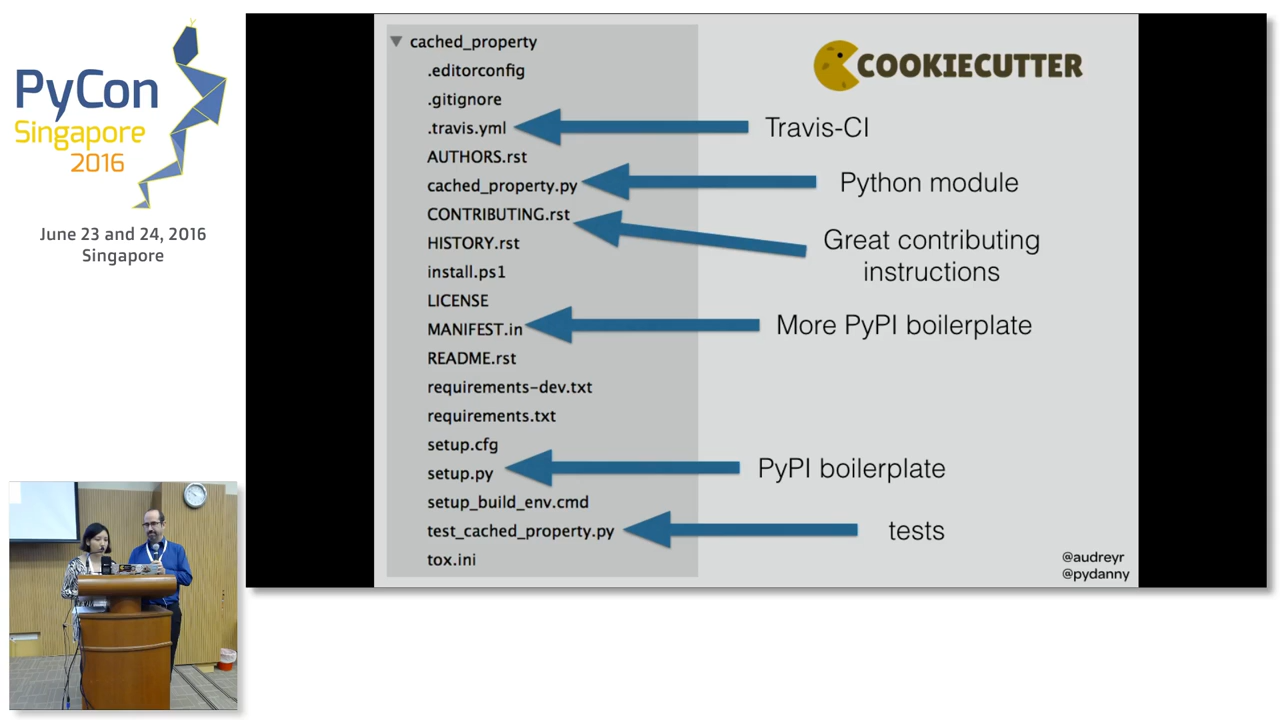 PyCon
Singapore
2016
June 23 and 24, 2016
Singapore
cached_property
.editorconfig
.gitignore
.travis.yml
AUTHORS.rst
cached_property.py
CONTRIBUTING.rst
HISTORY.rst
install.ps1
LICENSE
MANIFEST.in
README.rst
requirements-dev.txt
requirements.txt
setup.cfg
setup.py
setup_build_env.cmd
test_cached_property.py
tox.ini
COOKIECUTTER
Travis-CI
Python module
Great contributing
instructions
More PyPI boilerplate
PyPI boilerplate
tests
@audreyr
@pydanny